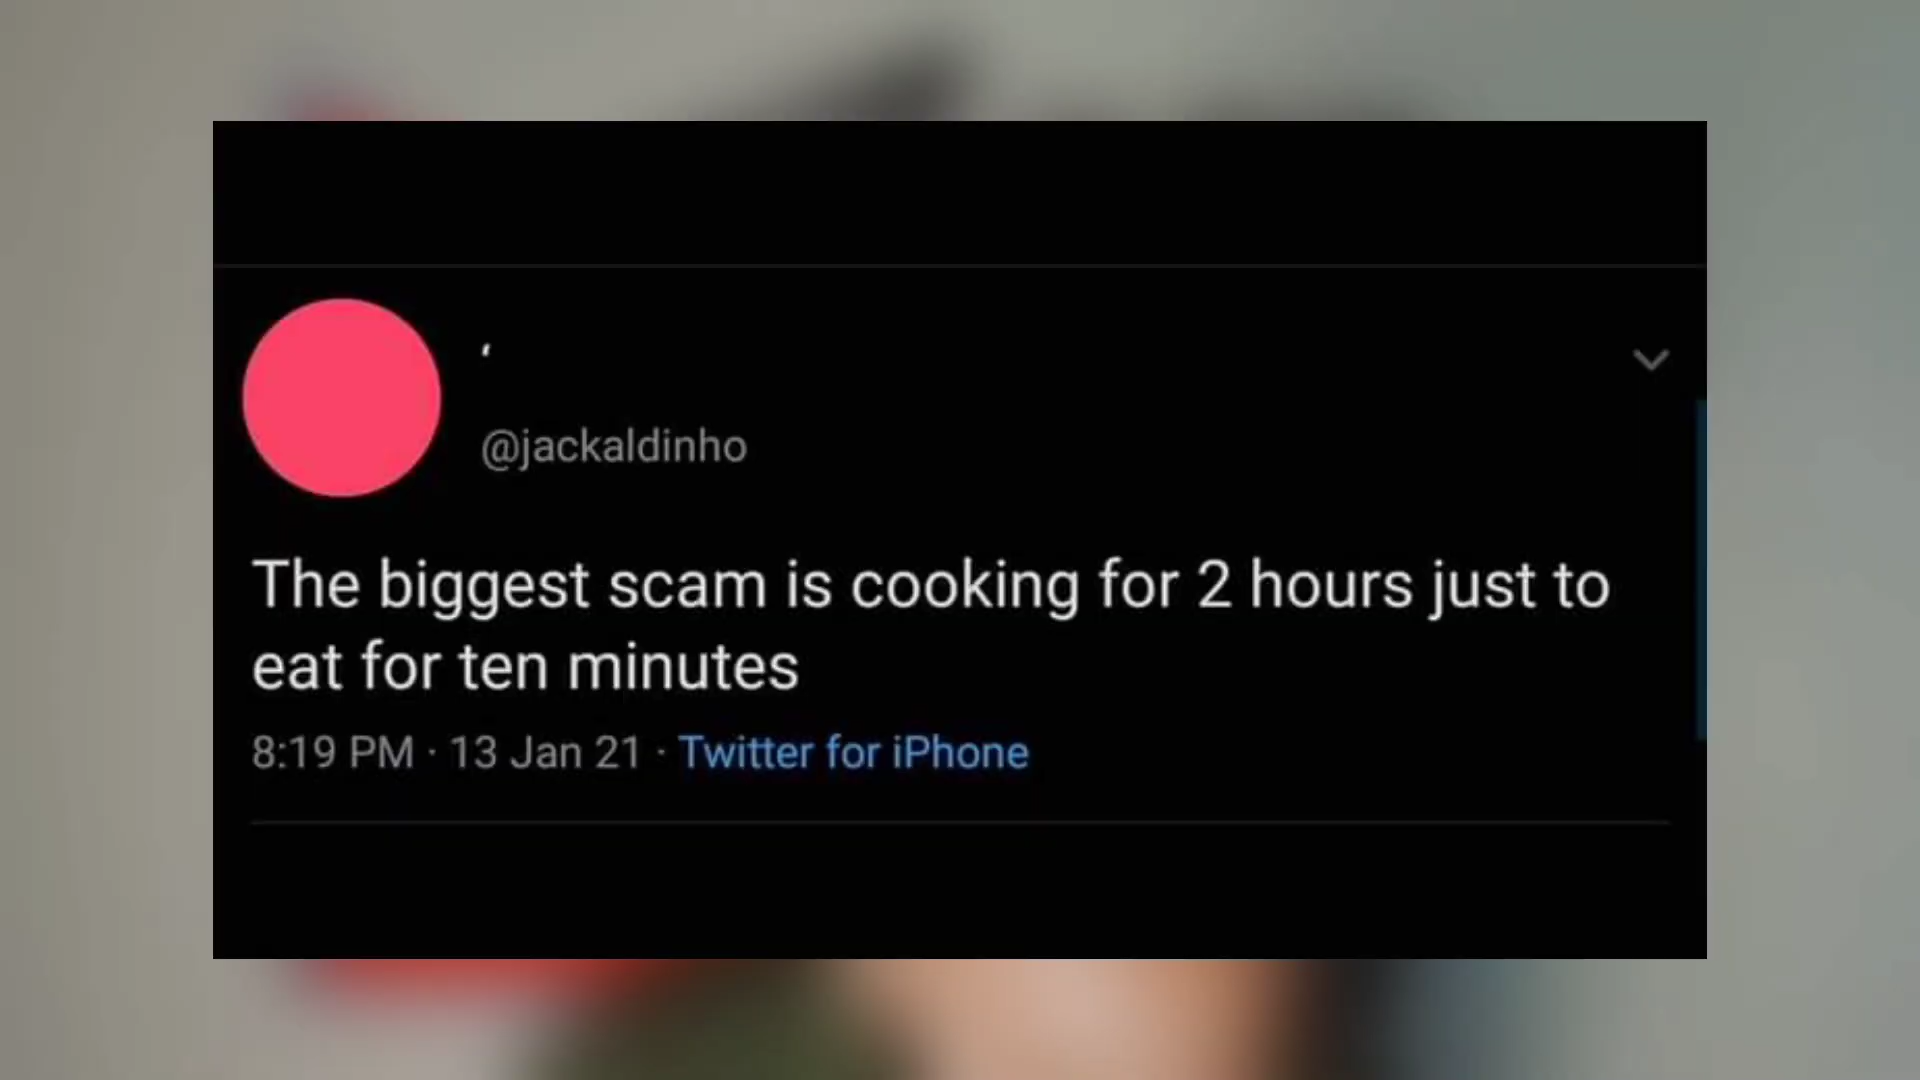 ‘
@jackaldinho
The biggest scam is cooking for 2 hours just to
eat for ten minutes
8:19 PM · 13 Jan 21 · Twitter for iPhone